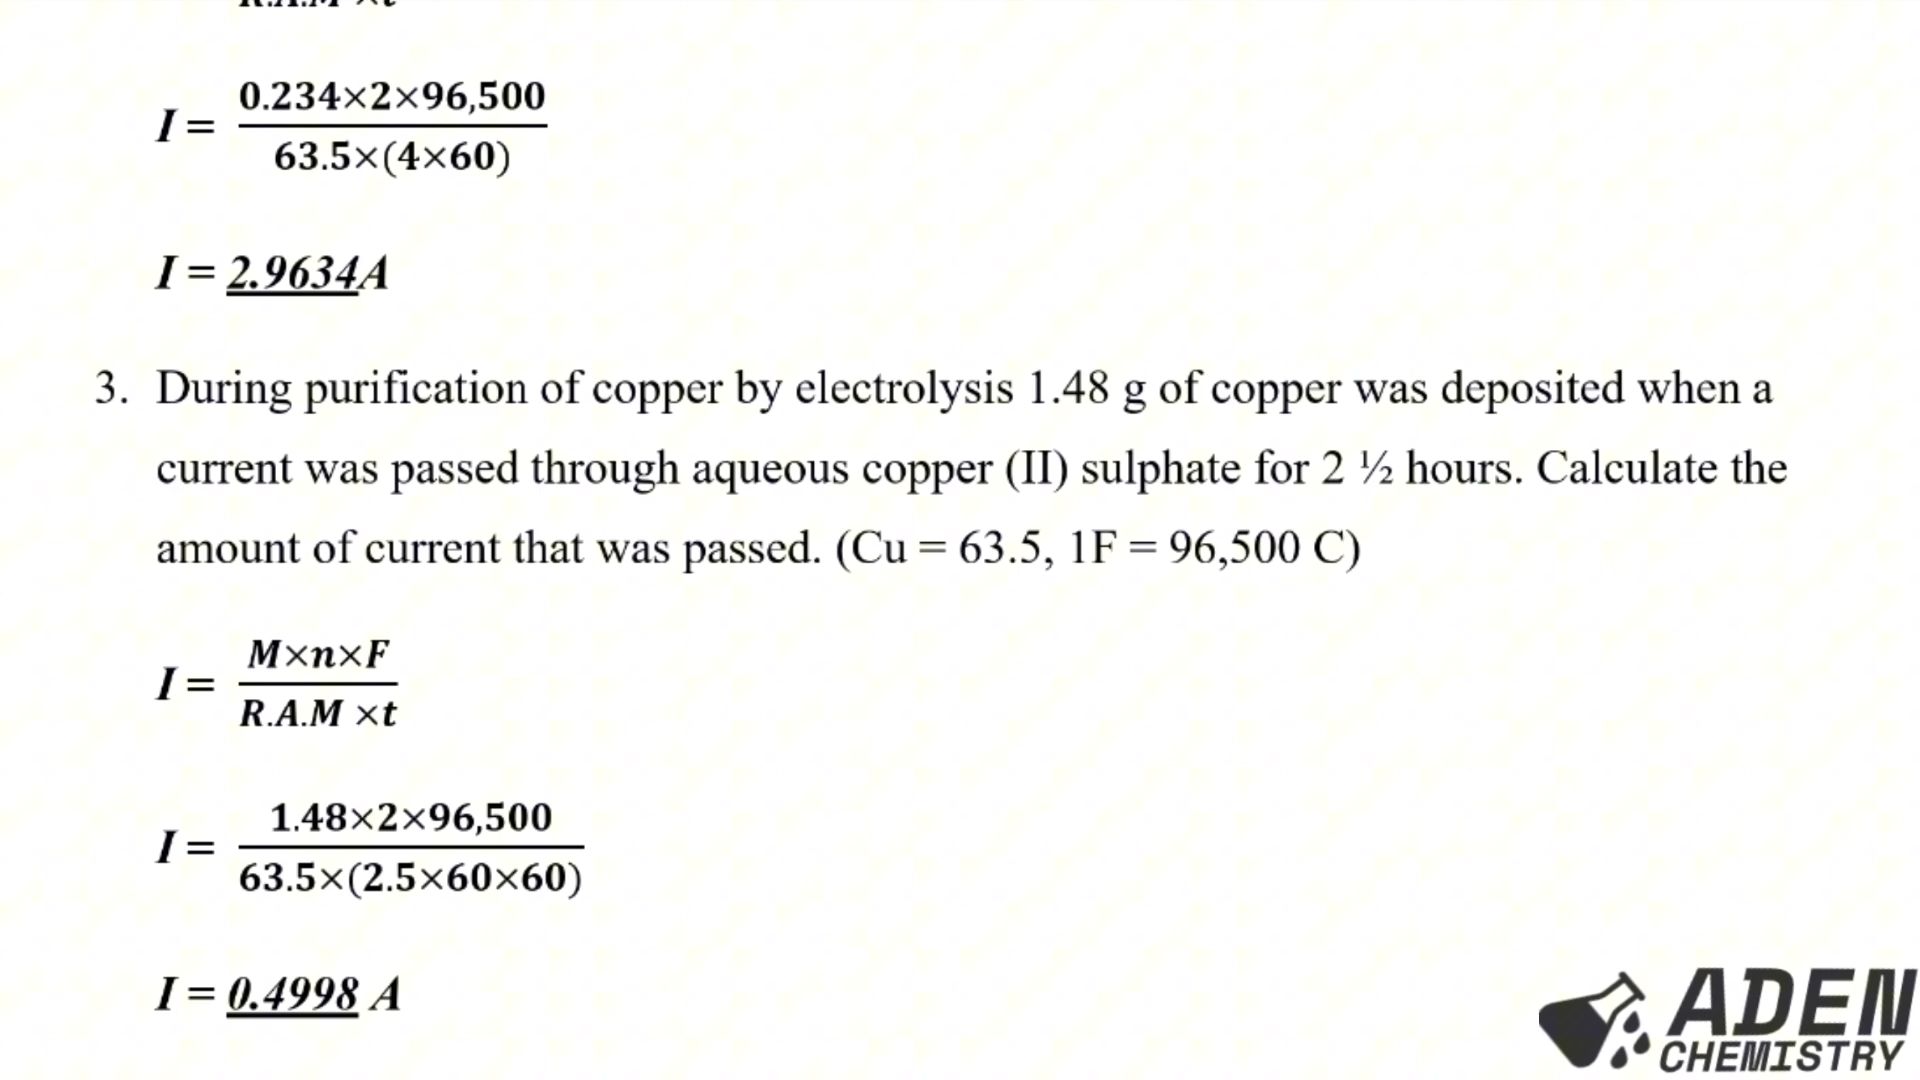 R.A.M ×t
I = 0.234×2×96,500
63.5×(4×60)
I = 2.9634A
3. During purification of copper by electrolysis 1.48 g of copper was deposited when a
current was passed through aqueous copper (II) sulphate for 2 ½ hours. Calculate the
amount of current that was passed. (Cu = 63.5, 1F = 96,500 C)
I = M×n×F
R.A.M ×t
I = 1.48×2×96,500
63.5×(2.5×60×60)
I = 0.4998 A
ADEN
CHEMISTRY